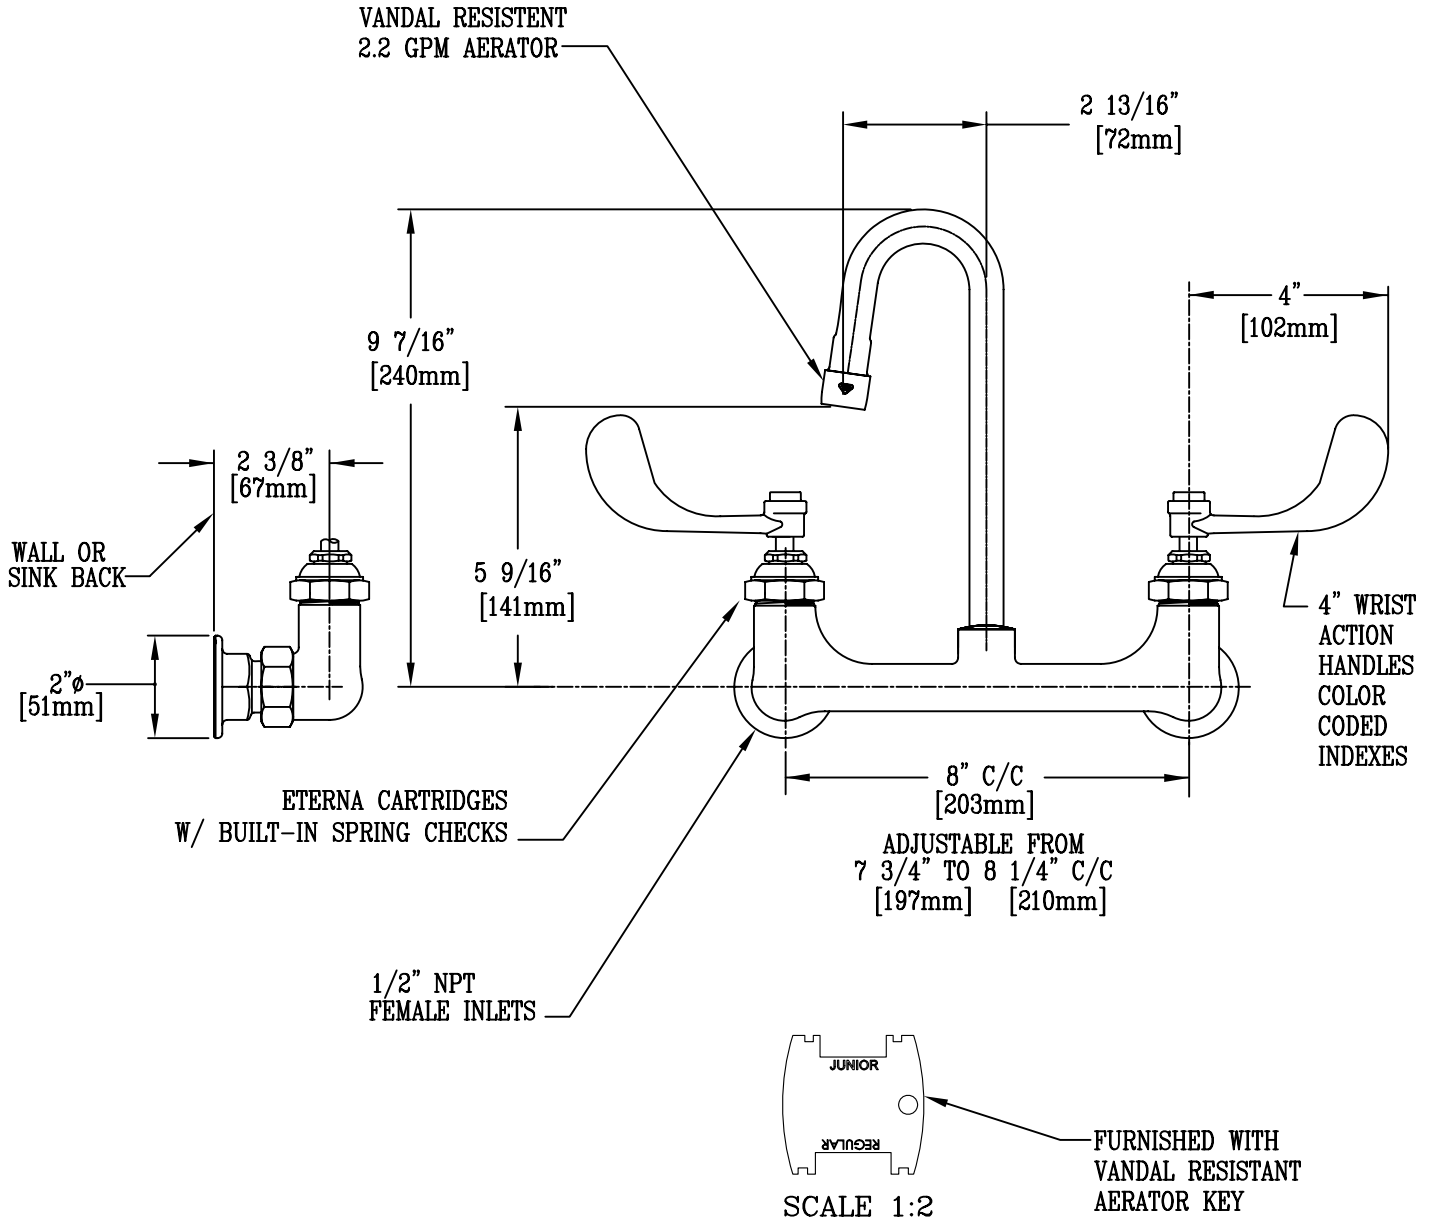 VANDAL RESISTENT
2.2 GPM AERATOR
2 13/16"
[72mm]
4"
[102mm]
9 7/16"
[240mm]
2 3/8"
[67mm]
WALL OR
SINK BACK
5 9/16"
[141mm]
4" WRIST
ACTION
HANDLES
COLOR
CODED
INDEXES
2"ø
[51mm]
8" C/C
[203mm]
ADJUSTABLE FROM
7 3/4" TO 8 1/4" C/C
[197mm] [210mm]
ETERNA CARTRIDGES
W/ BUILT-IN SPRING CHECKS
1/2" NPT
FEMALE INLETS
JUNIOR
REGULAR
SCALE 1:2
FURNISHED WITH
VANDAL RESISTANT
AERATOR KEY